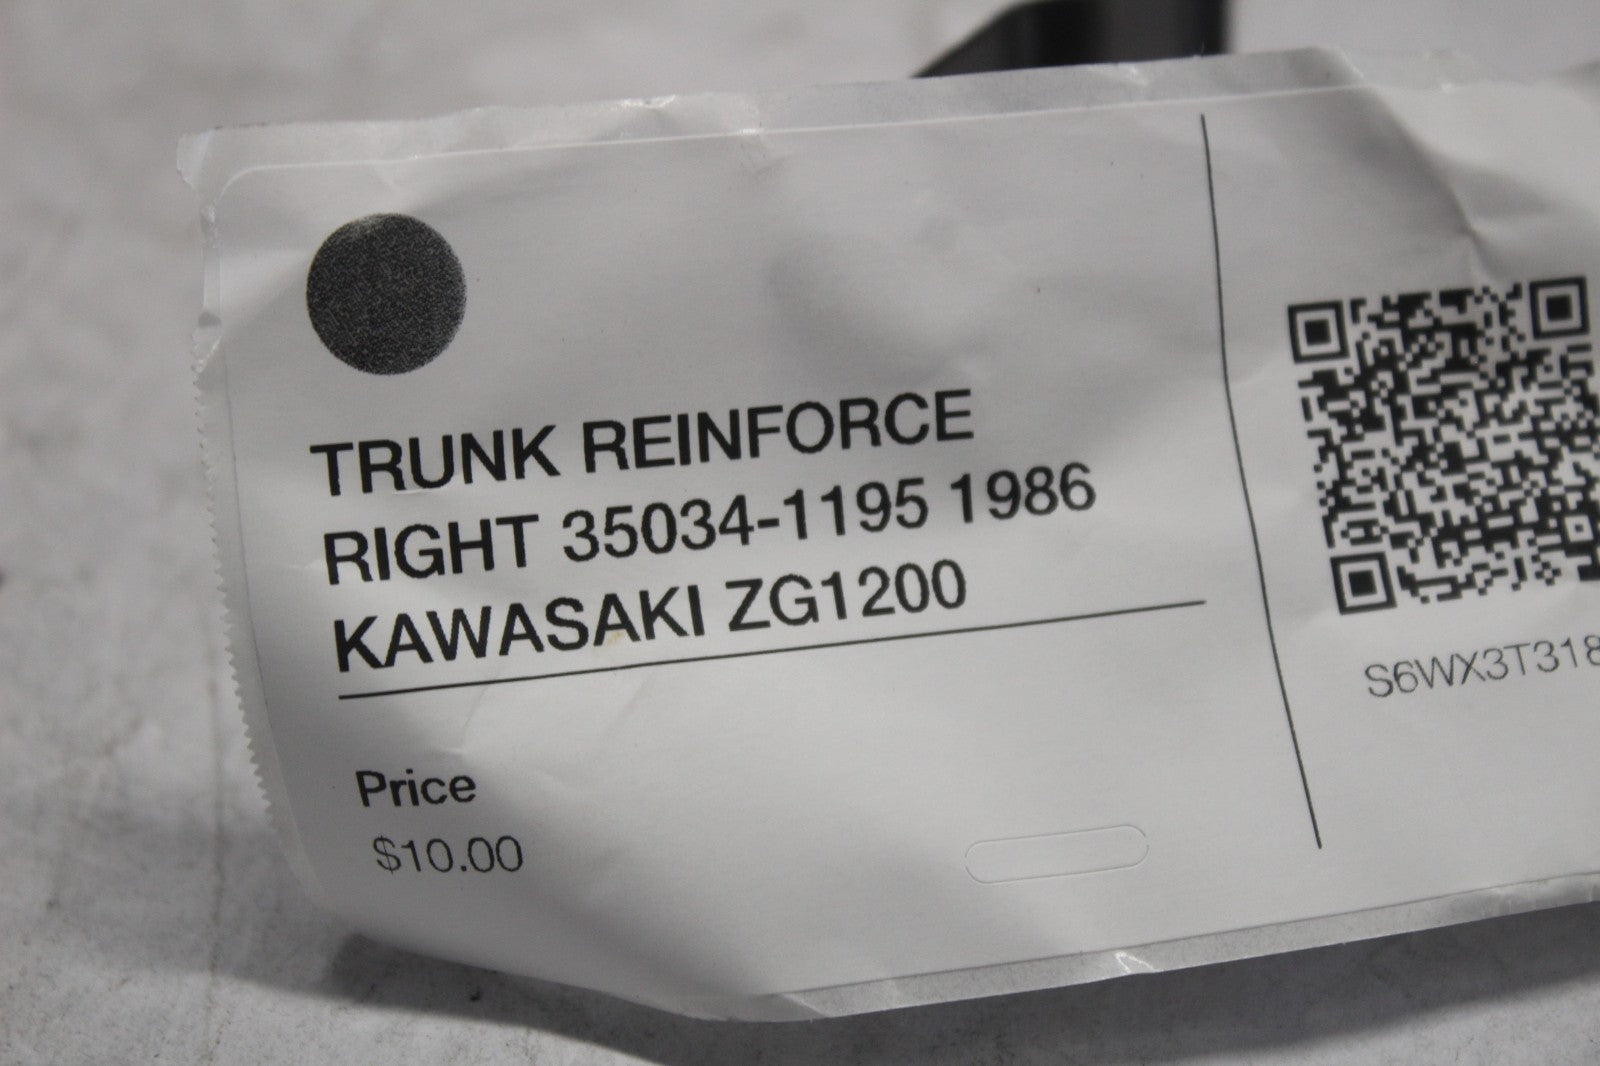 TRUNK REINFORCE
RIGHT 35034-1195 1986
KAWASAKI ZG1200
Price
$10.00
S6WX3T318